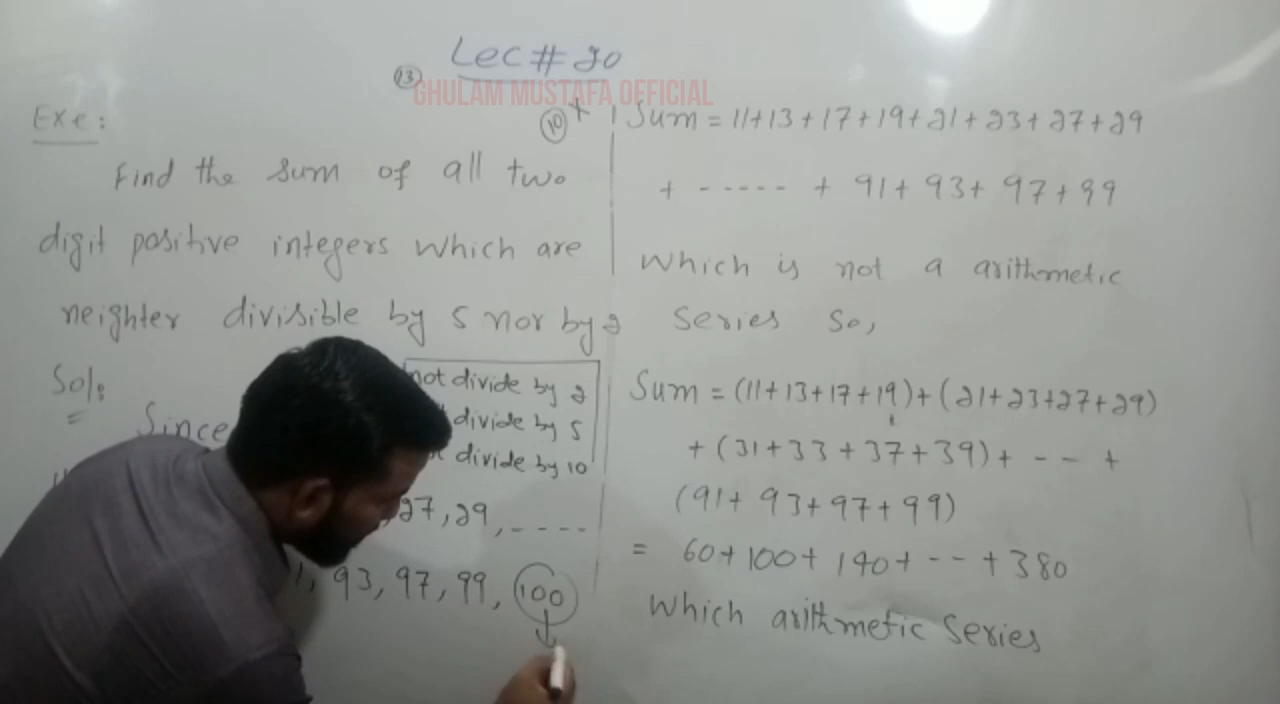 Lec # 20
13
GHULAM MUSTAFA OFFICIAL
Exe:
10 +
Find the sum of all two
digit positive integers which are
neighter divisible by 5 nor by 2
Sol:
=
not divide by 2
divide by 5
divide by 10
Since
27, 29, ----
93, 97, 99, 100
Sum = 11+13+17+19+21+23+27+29
+ ----- + 91+93+97+99
which is not a arithmetic
series so,
Sum = (11+13+17+19)+(21+23+27+29)
+(31+33+37+39)+ -- +
(91+93+97+99)
= 60+100+140+ -- +380
which arithmetic series